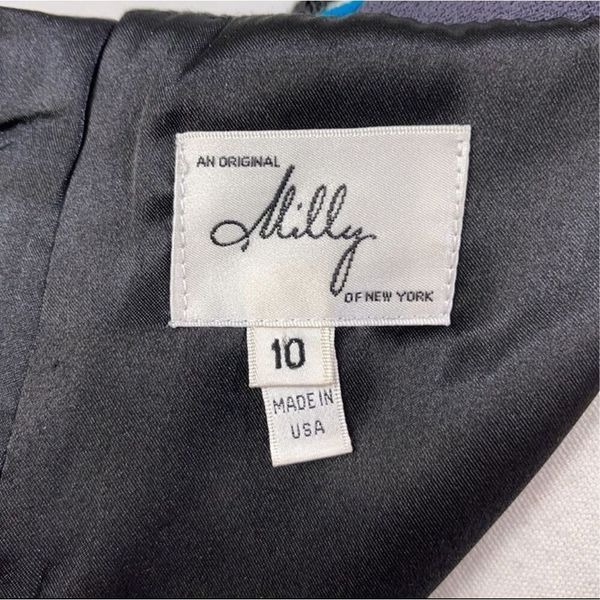 AN ORIGINAL
Milly
OF NEW YORK
10
MADE IN
USA